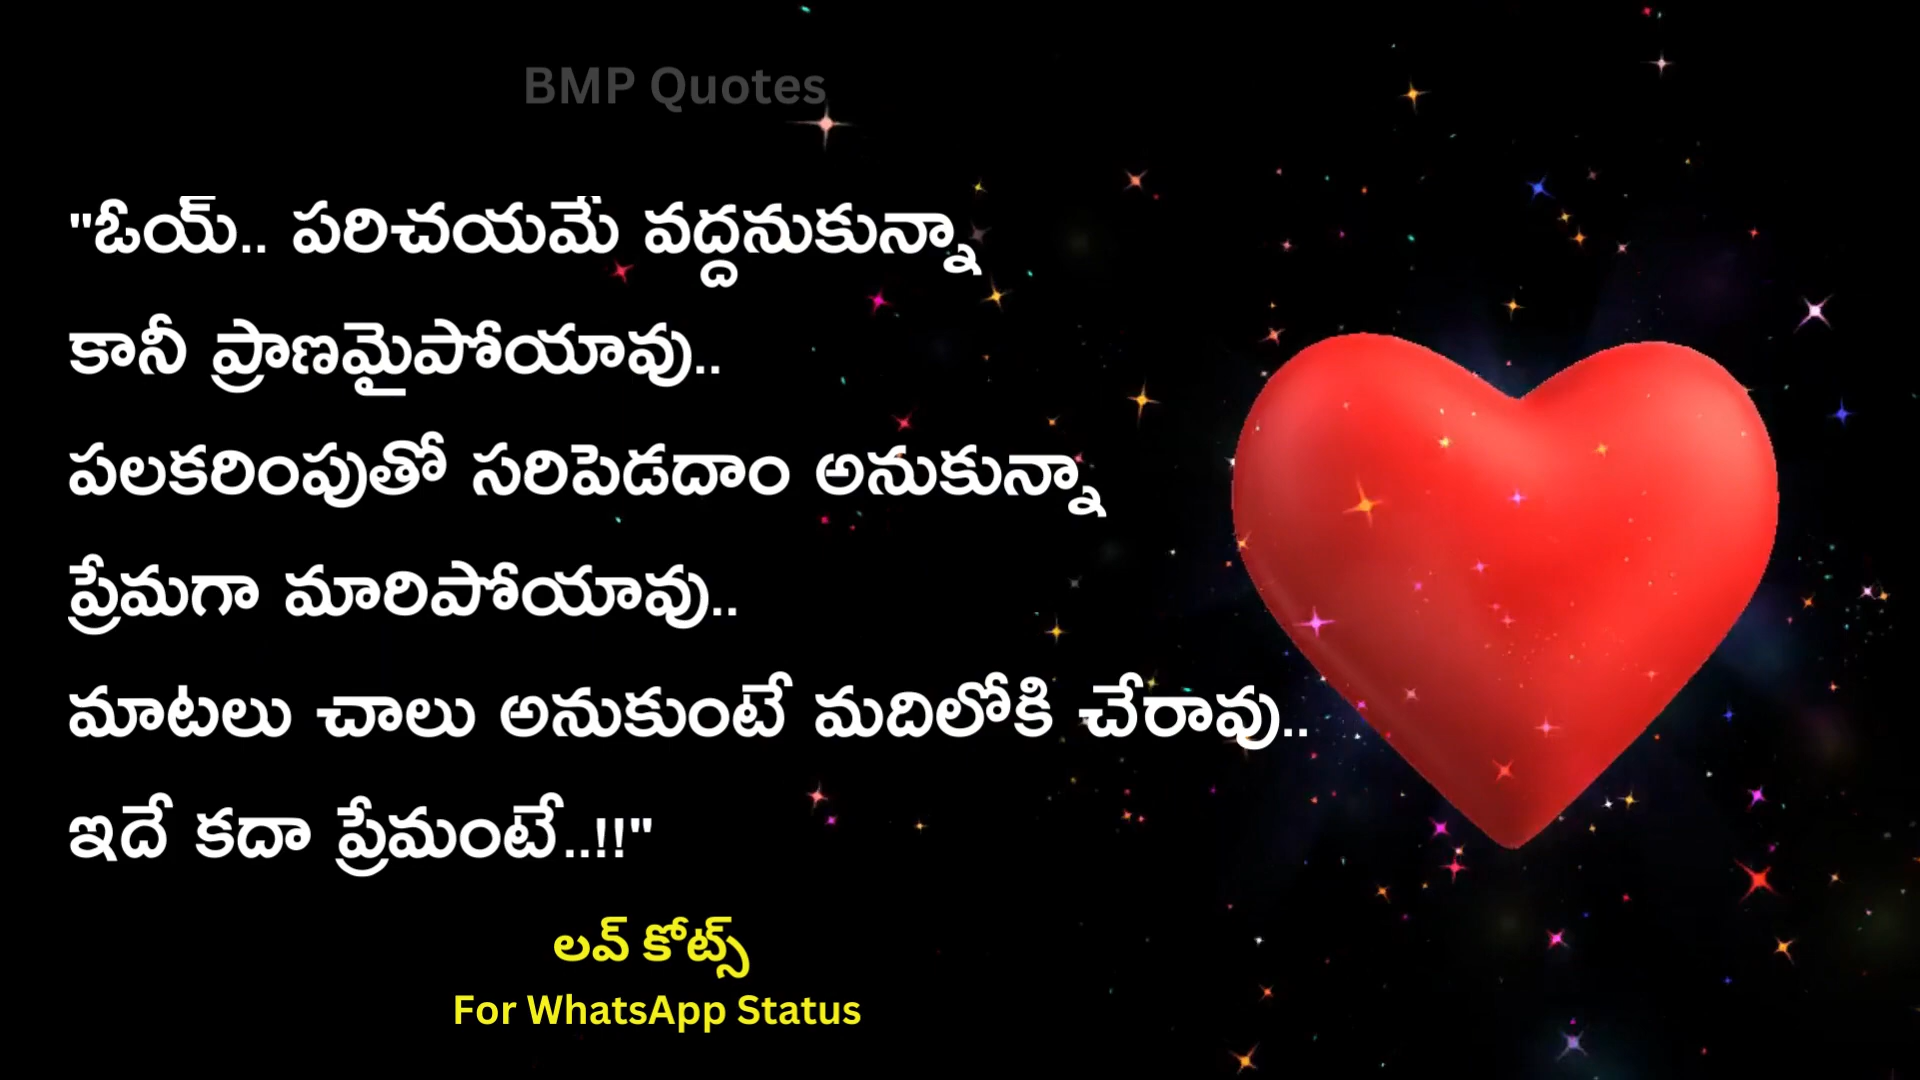 BMP Quotes
"ఓయ్.. పరిచయమే వద్దనుకున్నా
కానీ ప్రాణమైపోయావు..
పలకరింపుతో సరిపెడదాం అనుకున్నా
ప్రేమగా మారిపోయావు..
మాటలు చాలు అనుకుంటే మదిలోకి చేరావు..
ఇదే కదా ప్రేమంటే..!!"
లవ్ కోట్స్
For WhatsApp Status